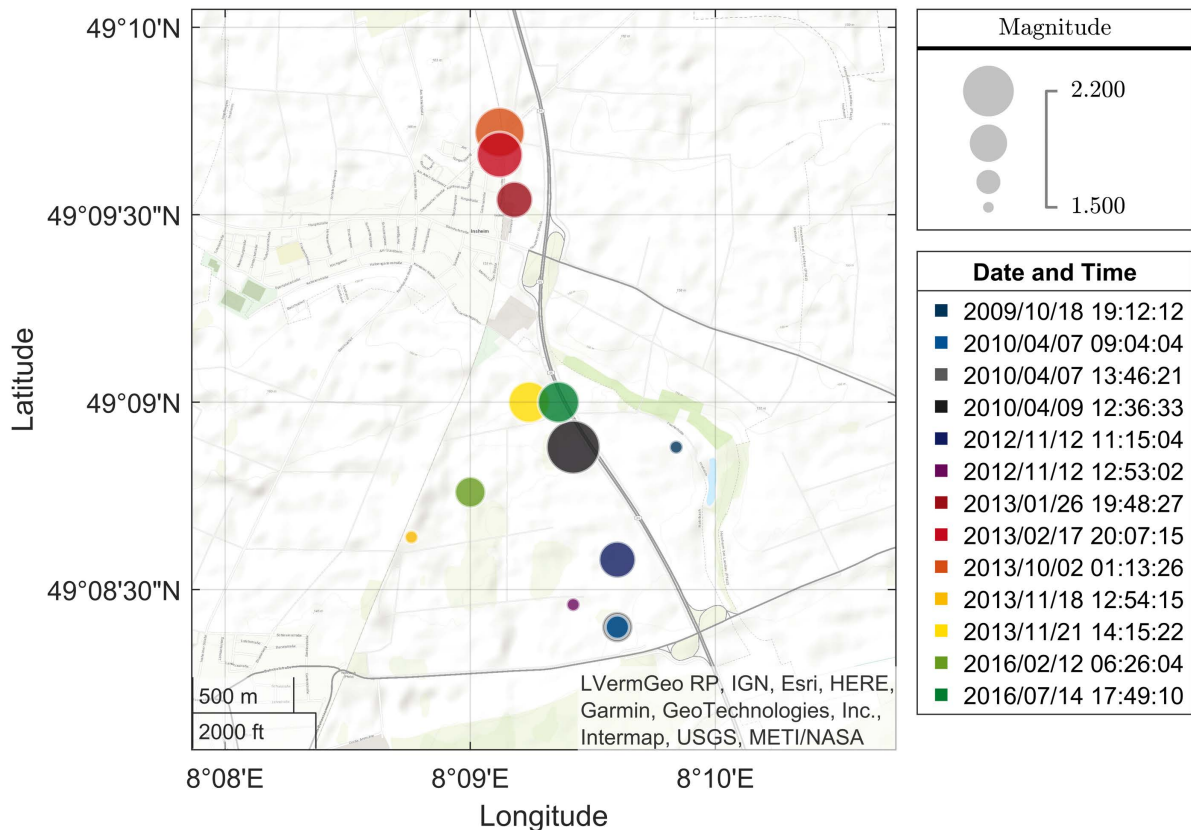 49°10'N
49°09'30"N
49°09'N
49°08'30"N
Latitude
Insheim
500 m
2000 ft
LVermGeo RP, IGN, Esri, HERE,
Garmin, GeoTechnologies, Inc.,
Intermap, USGS, METI/NASA
8°08'E
8°09'E
8°10'E
Longitude
Magnitude
2.200
1.500
Date and Time
2009/10/18 19:12:12
2010/04/07 09:04:04
2010/04/07 13:46:21
2010/04/09 12:36:33
2012/11/12 11:15:04
2012/11/12 12:53:02
2013/01/26 19:48:27
2013/02/17 20:07:15
2013/10/02 01:13:26
2013/11/18 12:54:15
2013/11/21 14:15:22
2016/02/12 06:26:04
2016/07/14 17:49:10